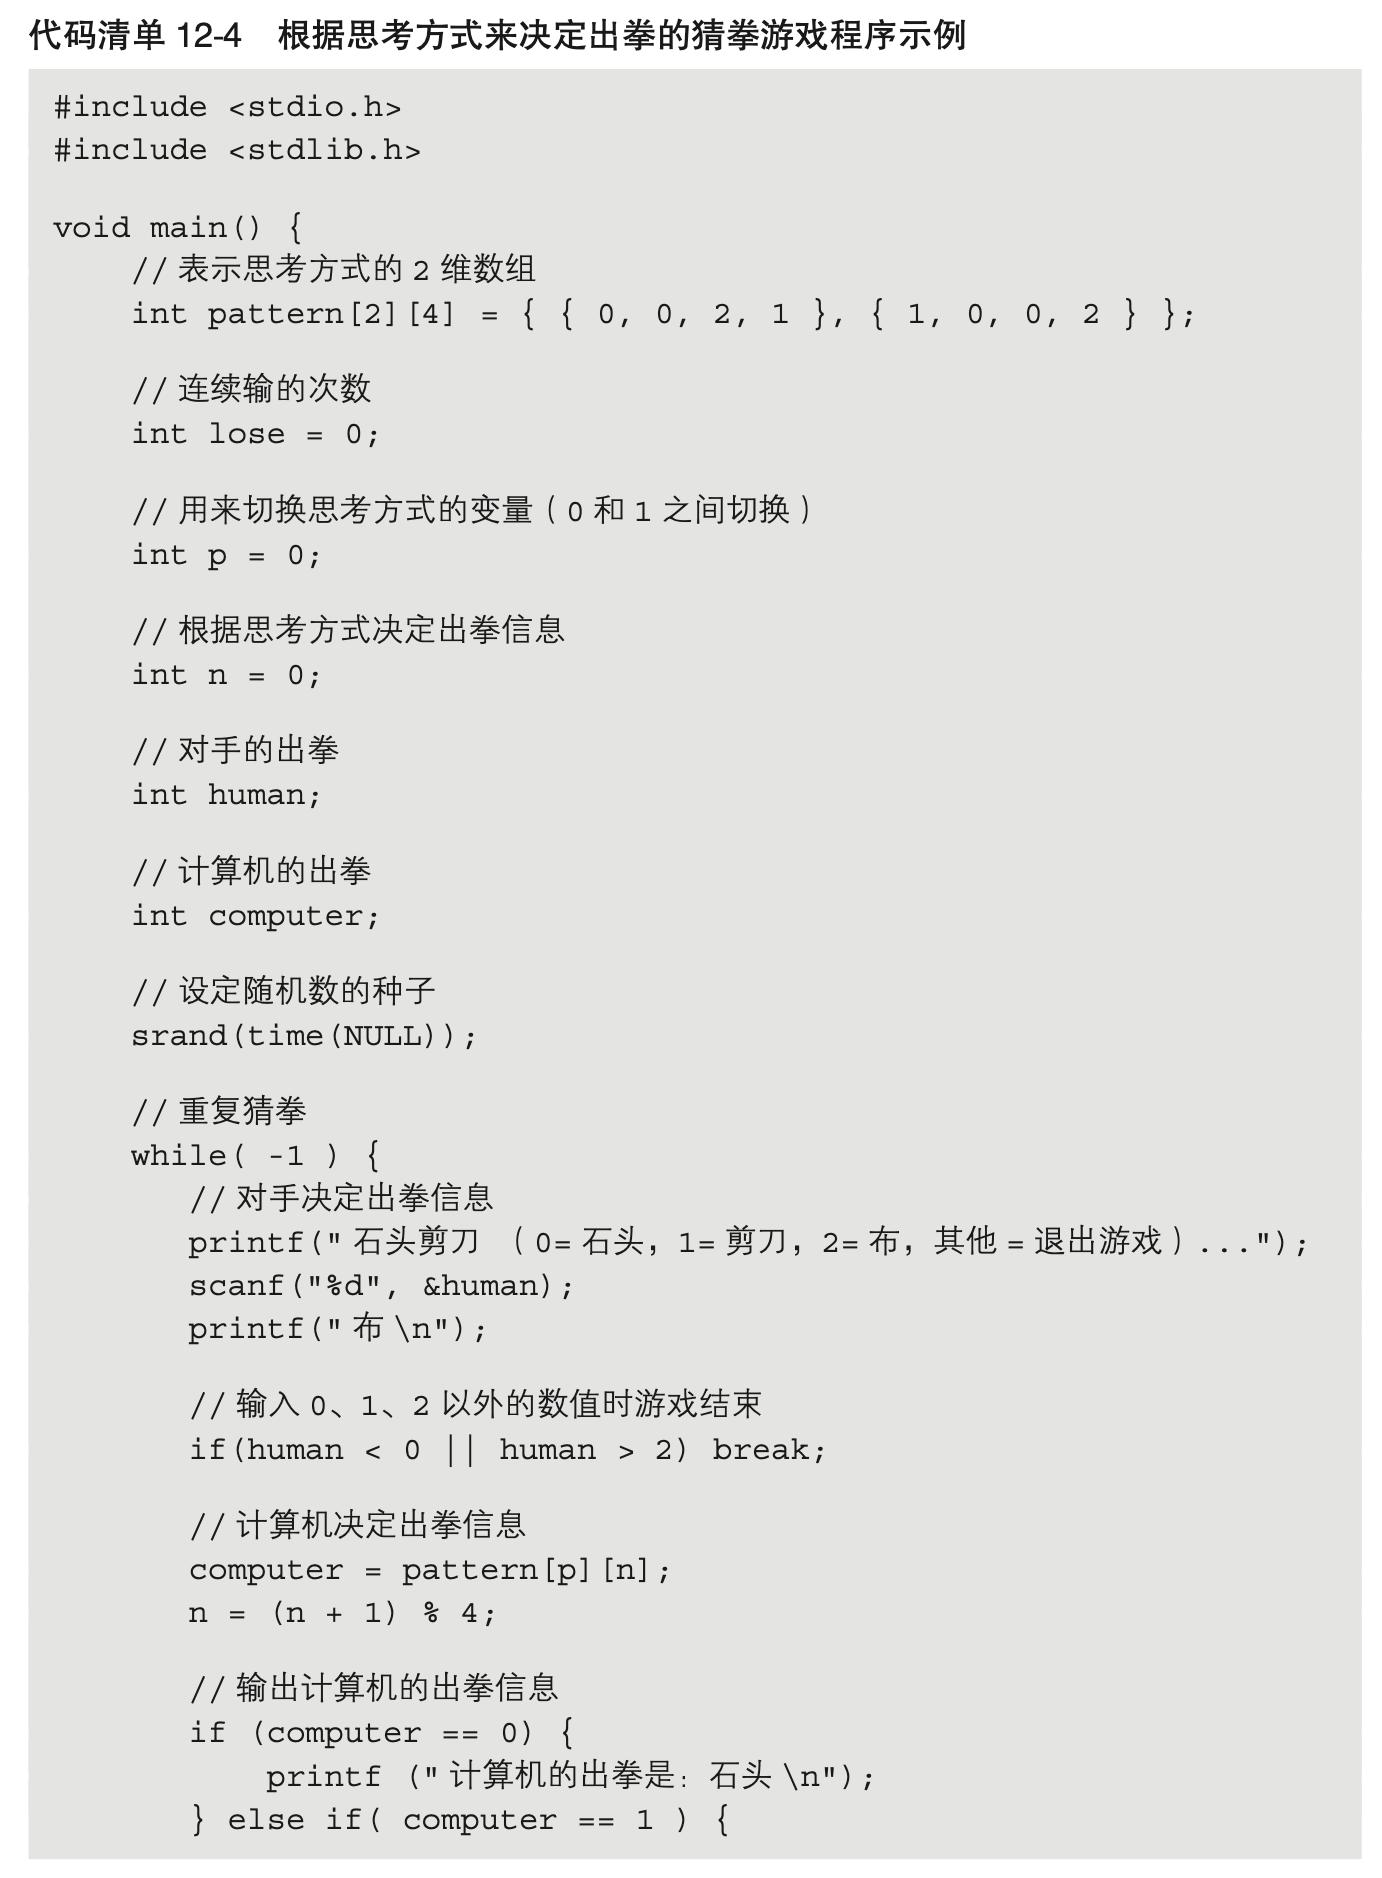 代码清单 12-4　根据思考方式来决定出拳的猜拳游戏程序示例
#include <stdio.h>
#include <stdlib.h>
void main() {
    // 表示思考方式的 2 维数组
    int pattern[2][4] = { { 0, 0, 2, 1 }, { 1, 0, 0, 2 } };
    // 连续输的次数
    int lose = 0;
    // 用来切换思考方式的变量（0 和 1 之间切换）
    int p = 0;
    // 根据思考方式决定出拳信息
    int n = 0;
    // 对手的出拳
    int human;
    // 计算机的出拳
    int computer;
    // 设定随机数的种子
    srand(time(NULL));
    // 重复猜拳
    while( -1 ) {
       // 对手决定出拳信息
       printf(" 石头剪刀 （0= 石头，1= 剪刀，2= 布，其他 = 退出游戏）...");
       scanf("%d", &human);
       printf(" 布 \n");
       // 输入 0、1、2 以外的数值时游戏结束
       if(human < 0 || human > 2) break;
       // 计算机决定出拳信息
       computer = pattern[p][n];
       n = (n + 1) % 4;
       // 输出计算机的出拳信息
       if (computer == 0) {
           printf (" 计算机的出拳是：石头 \n");
       } else if( computer == 1 ) {